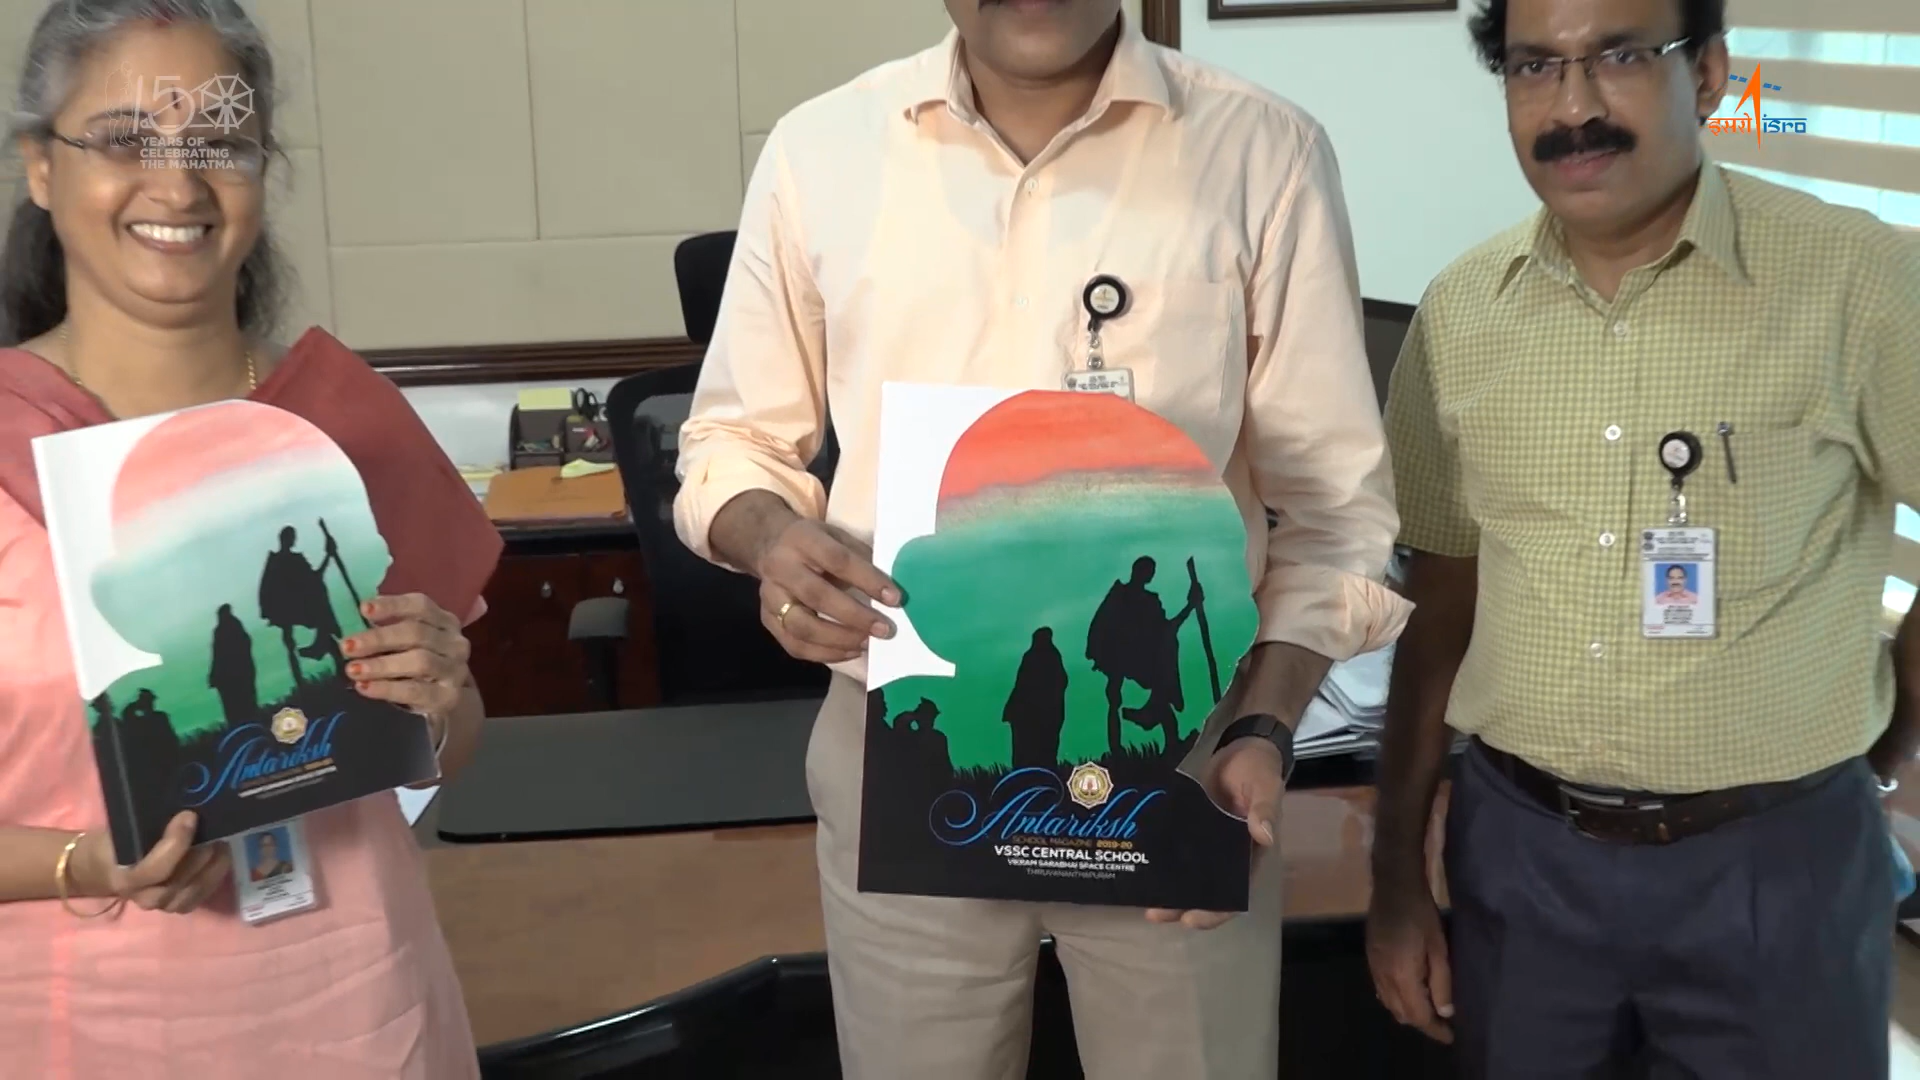 150
YEARS OF
CELEBRATING
THE MAHATMA
इसरो isro
Antariksh
Antariksh
SCHOOL MAGAZINE 2019-20
VSSC CENTRAL SCHOOL
VIKRAM SARABHAI SPACE CENTRE
THIRUVANANTHAPURAM